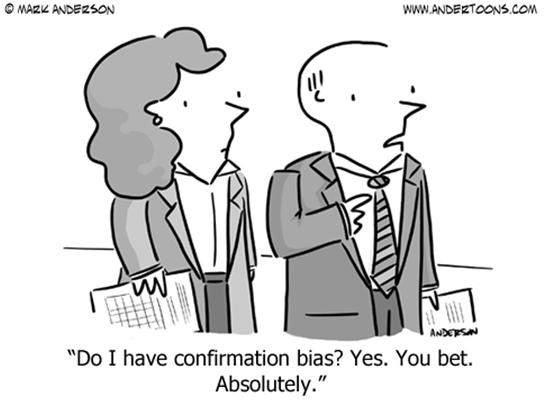 © MARK ANDERSON
WWW.ANDERTOONS.COM
ANDERSON
"Do I have confirmation bias? Yes. You bet.
Absolutely."